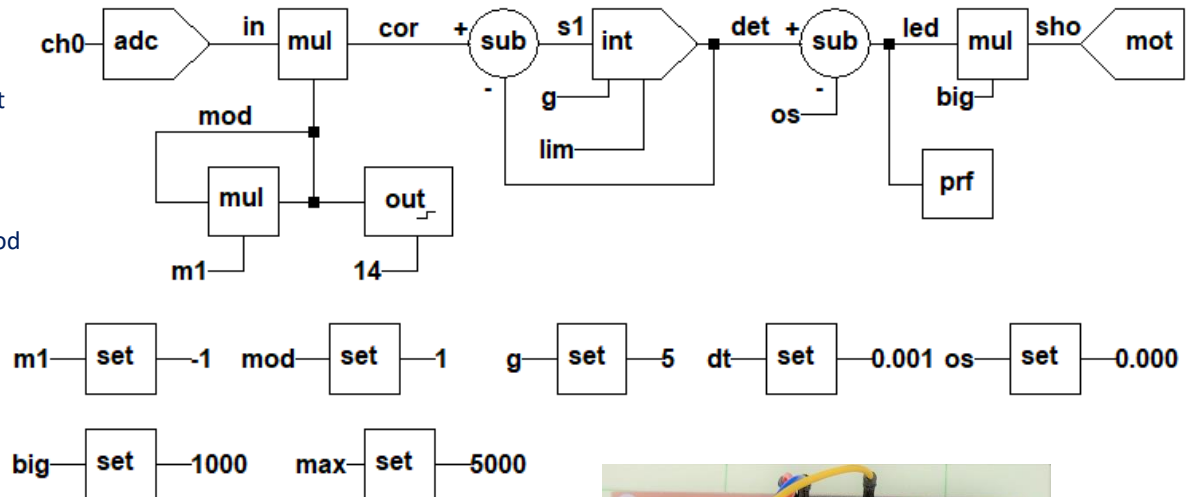 ch0 adc in mul cor + sub s1 int det + sub led mul sho mot
t
- g - big
mod os
lim
mul out prf
od
m1 14
m1 set -1 mod set 1 g set 5 dt set 0.001 os set 0.000
big set 1000 max set 5000